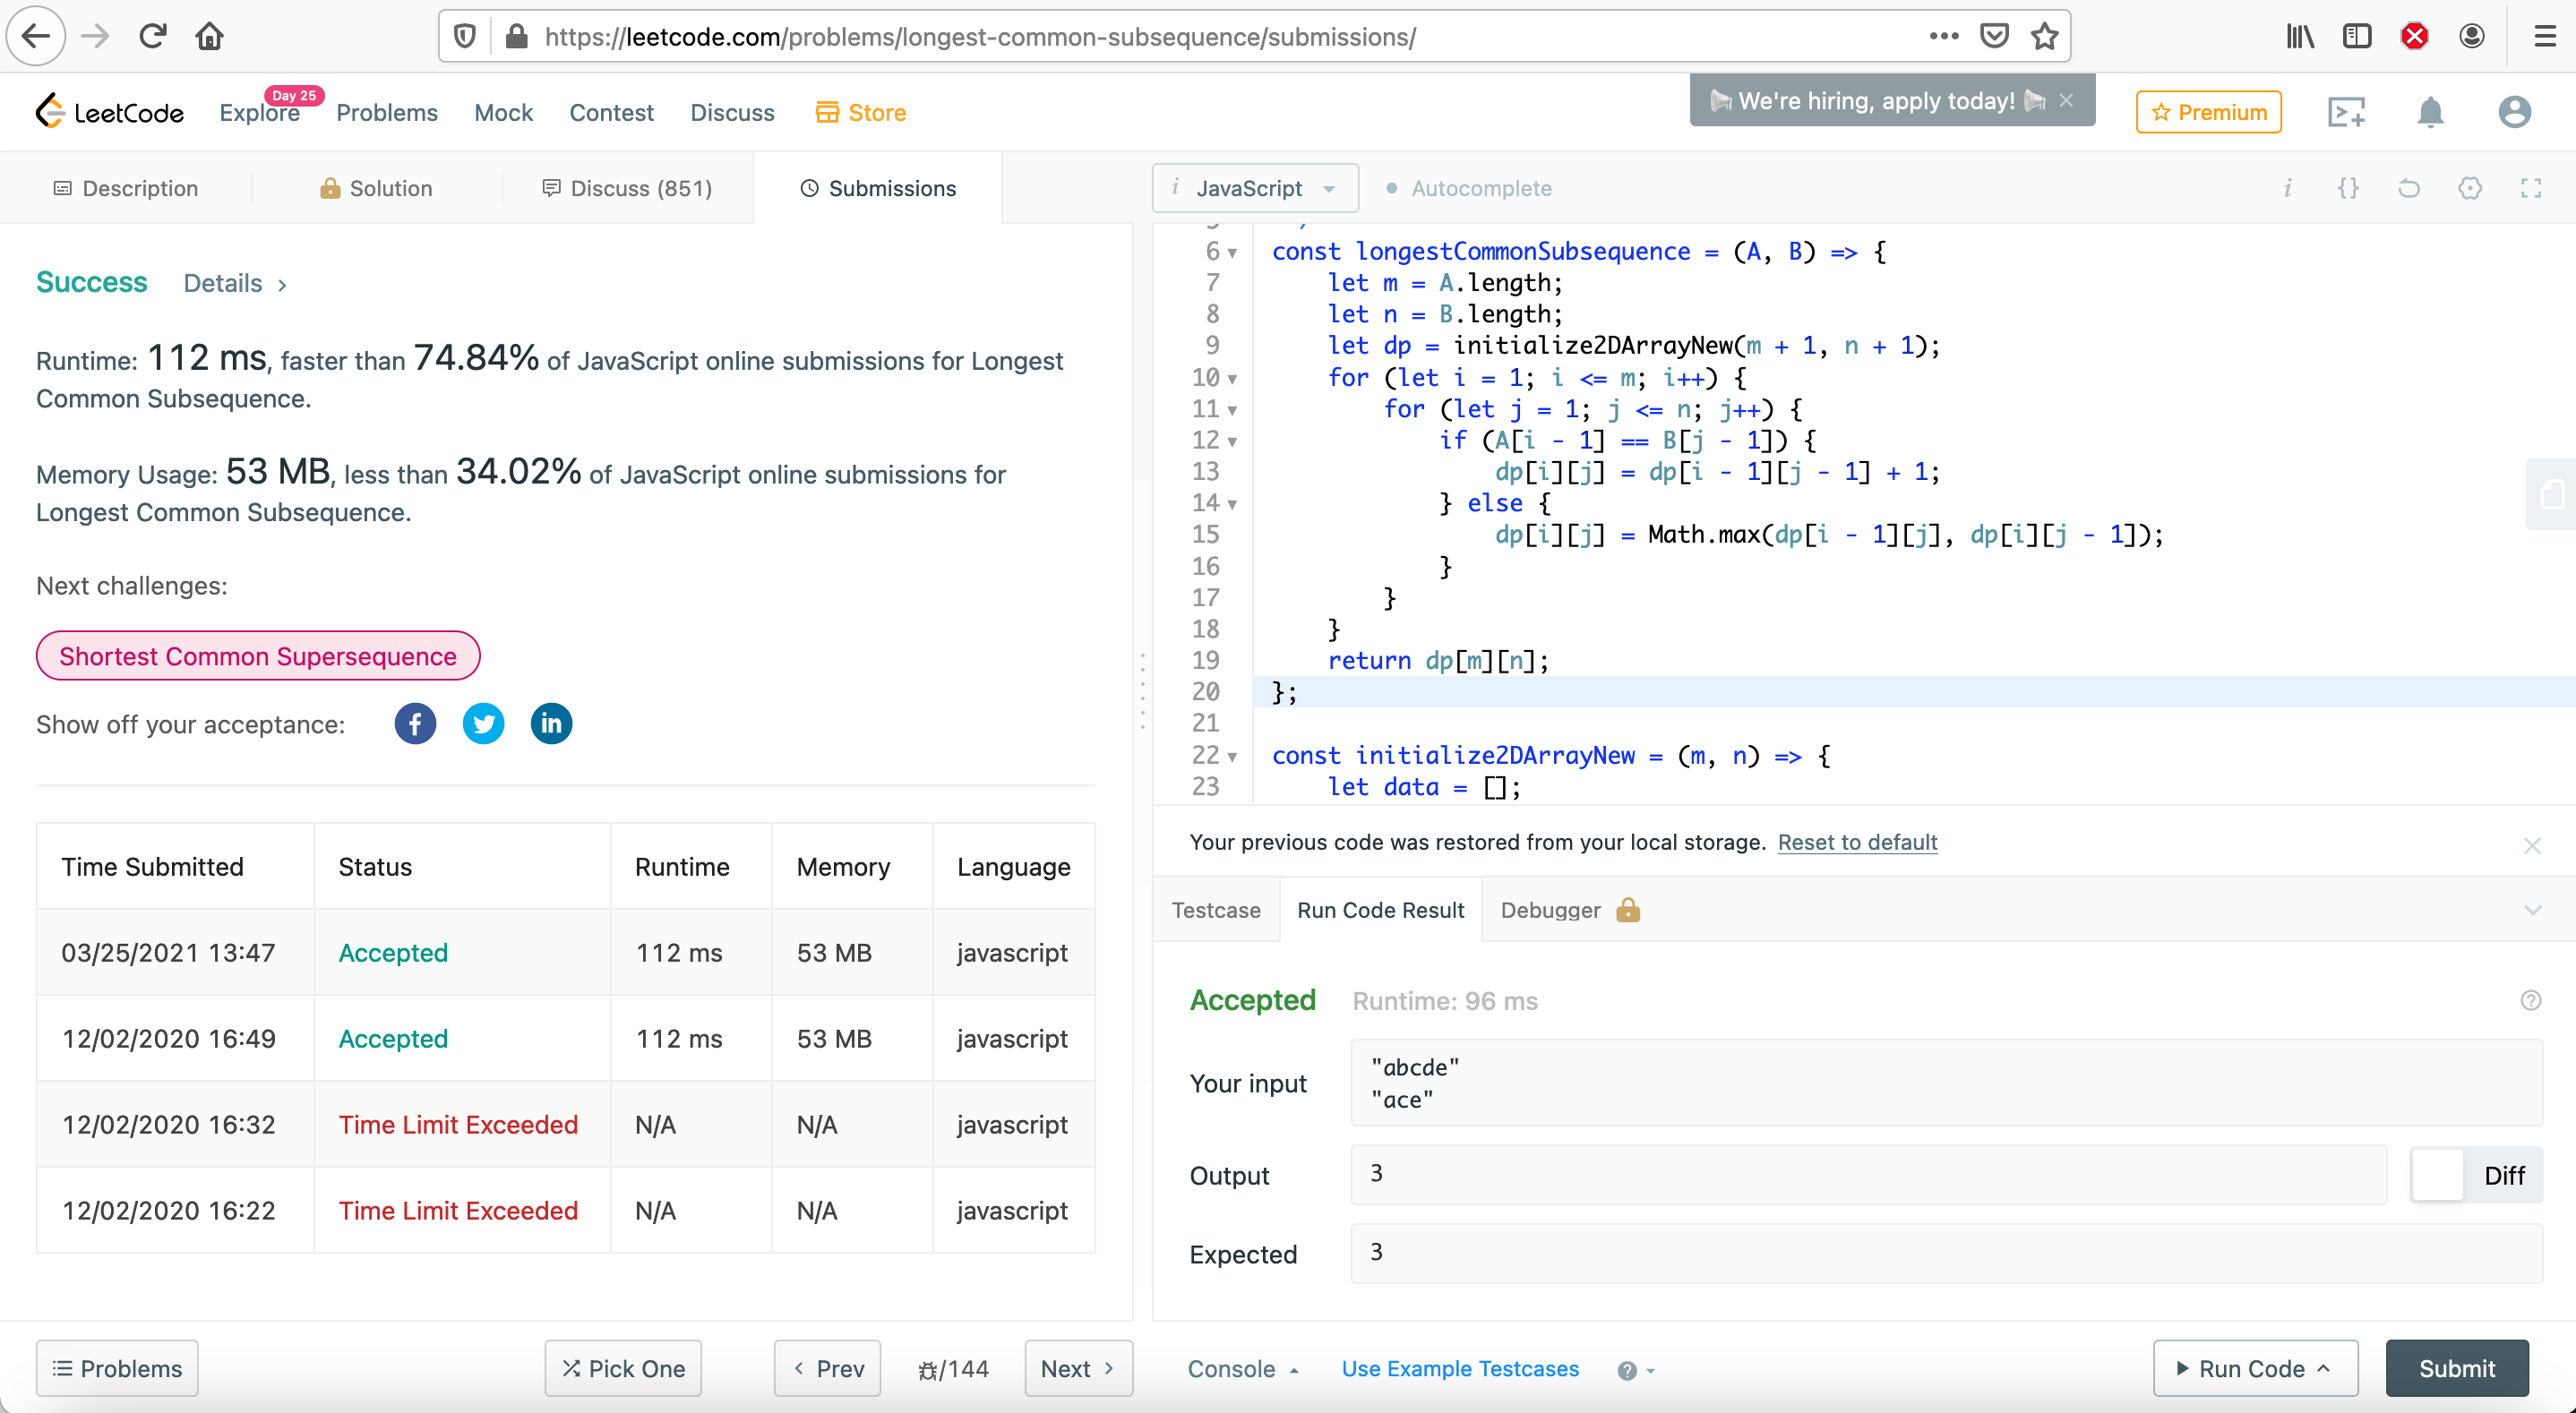 https://leetcode.com/problems/longest-common-subsequence/submissions/
LeetCode
Explore
Day 25
Problems
Mock
Contest
Discuss
Store
We're hiring, apply today!
Premium
Description
Solution
Discuss (851)
Submissions
Success Details >
Runtime: 112 ms, faster than 74.84% of JavaScript online submissions for Longest
Common Subsequence.
Memory Usage: 53 MB, less than 34.02% of JavaScript online submissions for
Longest Common Subsequence.
Next challenges:
Shortest Common Supersequence
Show off your acceptance:
Time Submitted Status Runtime Memory Language
03/25/2021 13:47 Accepted 112 ms 53 MB javascript
12/02/2020 16:49 Accepted 112 ms 53 MB javascript
12/02/2020 16:32 Time Limit Exceeded N/A N/A javascript
12/02/2020 16:22 Time Limit Exceeded N/A N/A javascript
Problems
Pick One
< Prev
/144
Next >
i JavaScript
Autocomplete
i {}
6 const longestCommonSubsequence = (A, B) => {
7 let m = A.length;
8 let n = B.length;
9 let dp = initialize2DArrayNew(m + 1, n + 1);
10 for (let i = 1; i <= m; i++) {
11 for (let j = 1; j <= n; j++) {
12 if (A[i - 1] == B[j - 1]) {
13 dp[i][j] = dp[i - 1][j - 1] + 1;
14 } else {
15 dp[i][j] = Math.max(dp[i - 1][j], dp[i][j - 1]);
16 }
17 }
18 }
19 return dp[m][n];
20 };
21
22 const initialize2DArrayNew = (m, n) => {
23 let data = [];
Your previous code was restored from your local storage. Reset to default
Testcase
Run Code Result
Debugger
Accepted Runtime: 96 ms
Your input
"abcde"
"ace"
Output
3
Diff
Expected
3
Console
Use Example Testcases
Run Code
Submit